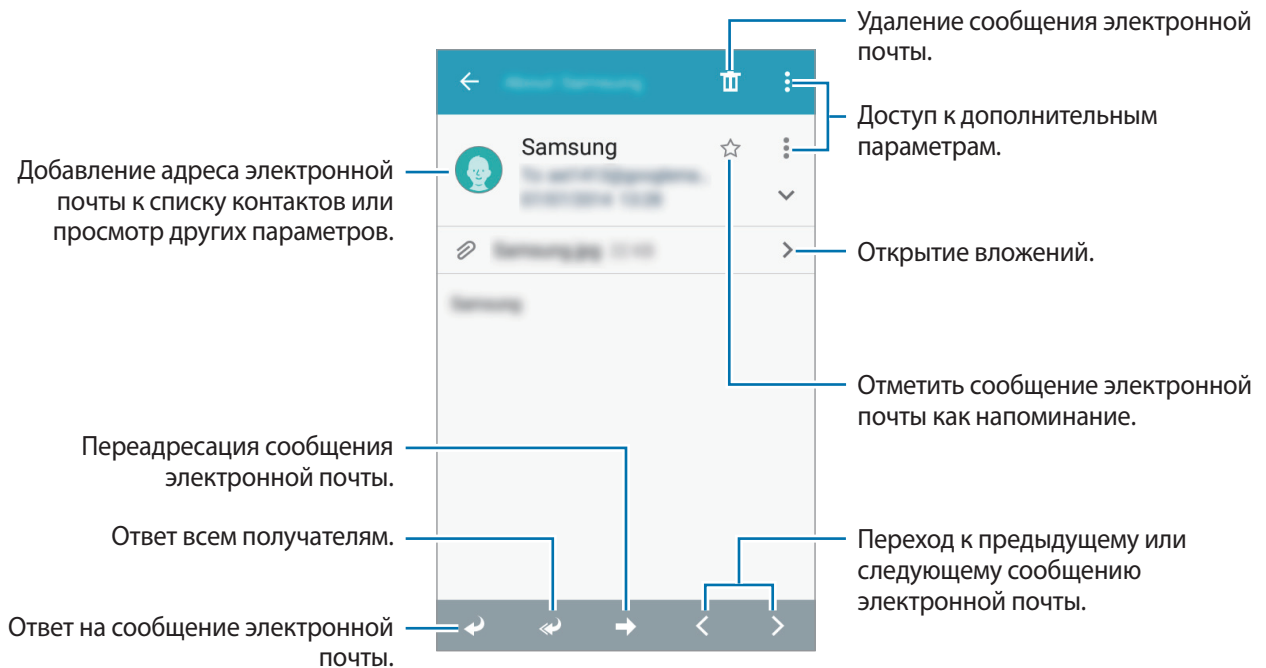 Удаление сообщения электронной
почты.
Доступ к дополнительным
параметрам.
Samsung
Добавление адреса электронной
почты к списку контактов или
просмотр других параметров.
Открытие вложений.
Отметить сообщение электронной
почты как напоминание.
Переадресация сообщения
электронной почты.
Ответ всем получателям.
Переход к предыдущему или
следующему сообщению
электронной почты.
Ответ на сообщение электронной
почты.